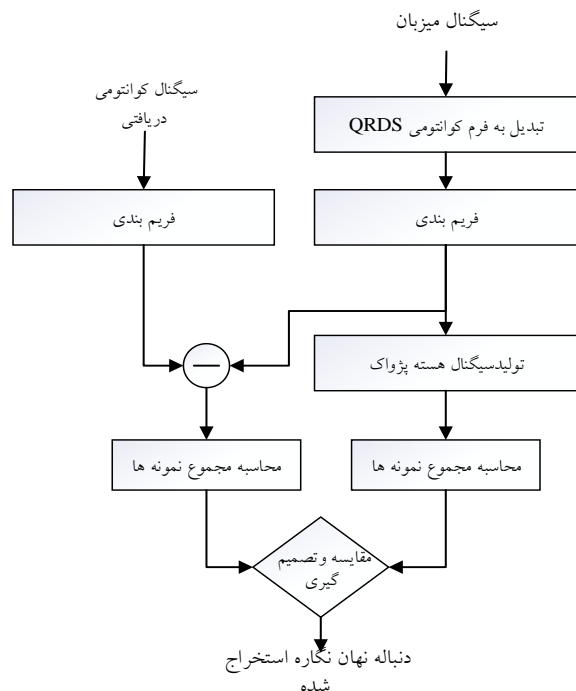 سیگنال میزبان
سیگنال کوانتومی
دریافتی
تبدیل به فرم کوانتومی QRDS
فریم بندی
فریم بندی
تولیدسیگنال هسته پژواک
محاسبه مجموع نمونه ها
محاسبه مجموع نمونه ها
مقایسه وتصمیم
گیری
دنباله نهان نگاره استخراج
شده